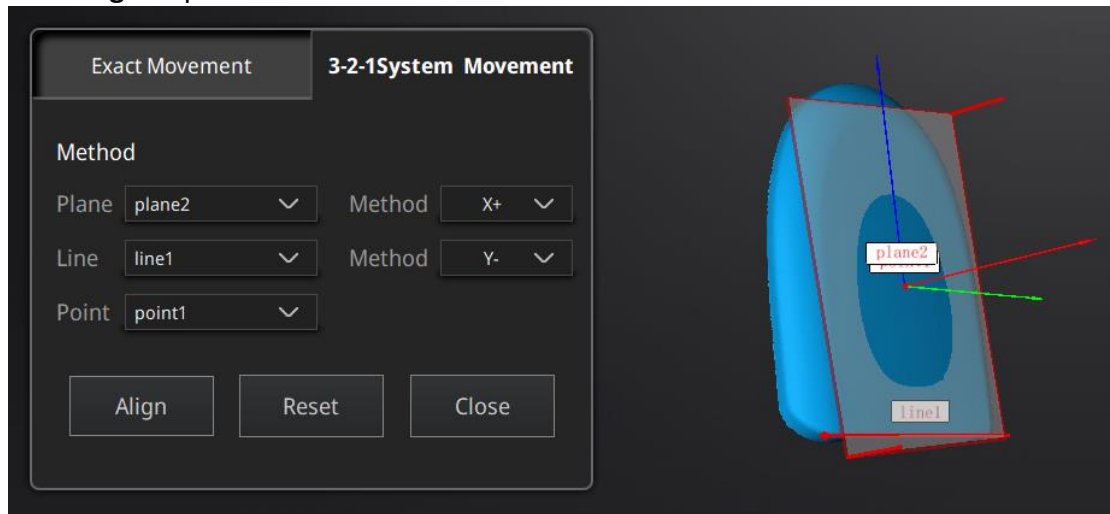 Exact Movement
3-2-1System Movement
Method
Plane plane2 Method X+
Line line1 Method Y-
Point point1
Align Reset Close
plane2
line1